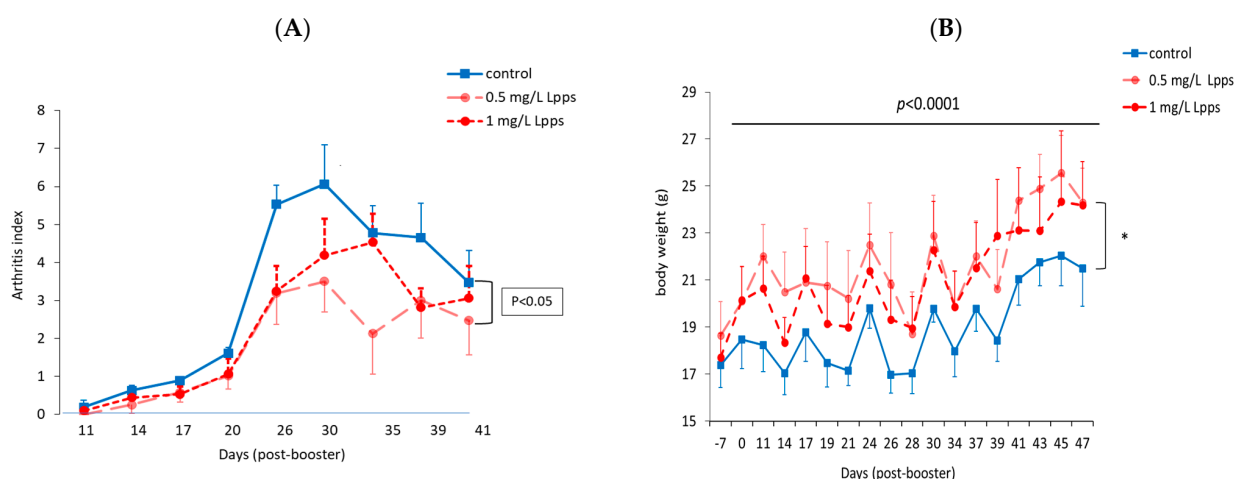 (A)
control
0.5 mg/L Lpps
1 mg/L Lpps
8
7
6
5
4
3
2
1
0
Arthritis index
P<0.05
11 14 17 20 26 30 35 39 41
Days (post-booster)
(B)
control
0.5 mg/L Lpps
1 mg/L Lpps
p<0.0001
29
27
25
23
21
19
17
15
body weight (g)
*
-7 0 11 14 17 19 21 24 26 28 30 34 37 39 41 43 45 47
Days (post-booster)